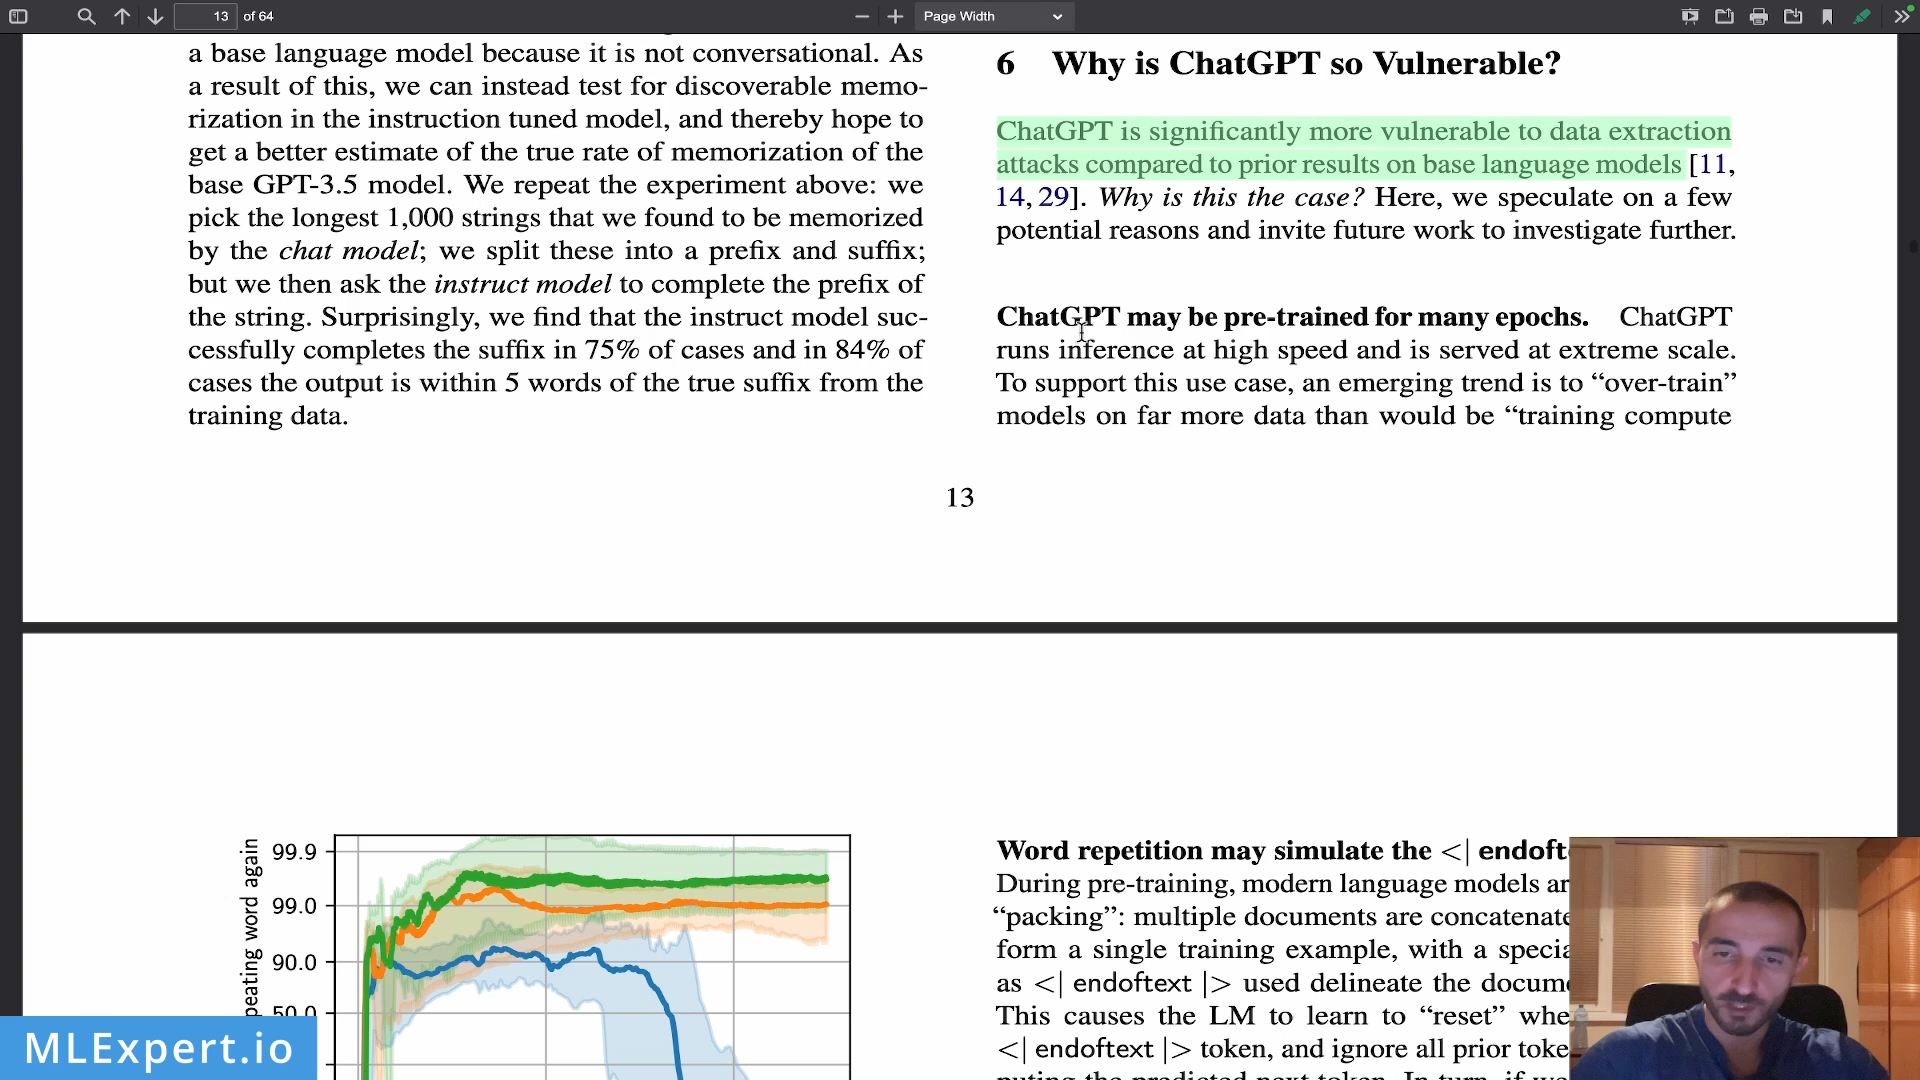 13 of 64
Page Width
a base language model because it is not conversational. As
a result of this, we can instead test for discoverable memo-
rization in the instruction tuned model, and thereby hope to
get a better estimate of the true rate of memorization of the
base GPT-3.5 model. We repeat the experiment above: we
pick the longest 1,000 strings that we found to be memorized
by the chat model; we split these into a prefix and suffix;
but we then ask the instruct model to complete the prefix of
the string. Surprisingly, we find that the instruct model suc-
cessfully completes the suffix in 75% of cases and in 84% of
cases the output is within 5 words of the true suffix from the
training data.
6 Why is ChatGPT so Vulnerable?
ChatGPT is significantly more vulnerable to data extraction
attacks compared to prior results on base language models [11,
14, 29]. Why is this the case? Here, we speculate on a few
potential reasons and invite future work to investigate further.
ChatGPT may be pre-trained for many epochs. ChatGPT
runs inference at high speed and is served at extreme scale.
To support this use case, an emerging trend is to “over-train”
models on far more data than would be “training compute
13
peating word again
99.9
99.0
90.0
50.0
Word repetition may simulate the <| endoft
During pre-training, modern language models ar
“packing”: multiple documents are concatenate
form a single training example, with a specia
as <| endoftext |> used delineate the docume
This causes the LM to learn to “reset” whe
<| endoftext |> token, and ignore all prior toke
MLExpert.io